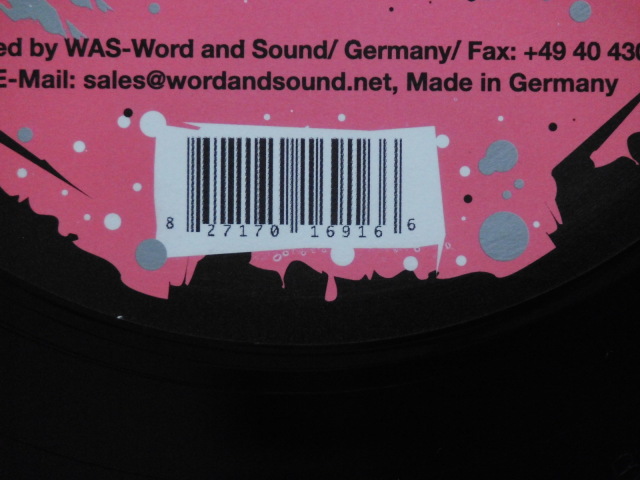 ed by WAS-Word and Sound/ Germany/ Fax: +49 40 430
E-Mail: sales@wordandsound.net, Made in Germany
8 27170 16916 6